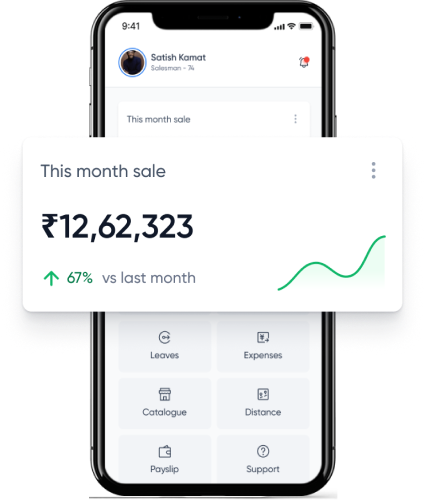 9:41
Satish Kamat
Salesman - 74
This month sale
This month sale
₹12,62,323
67% vs last month
Leaves
Expenses
Catalogue
Distance
Payslip
Support